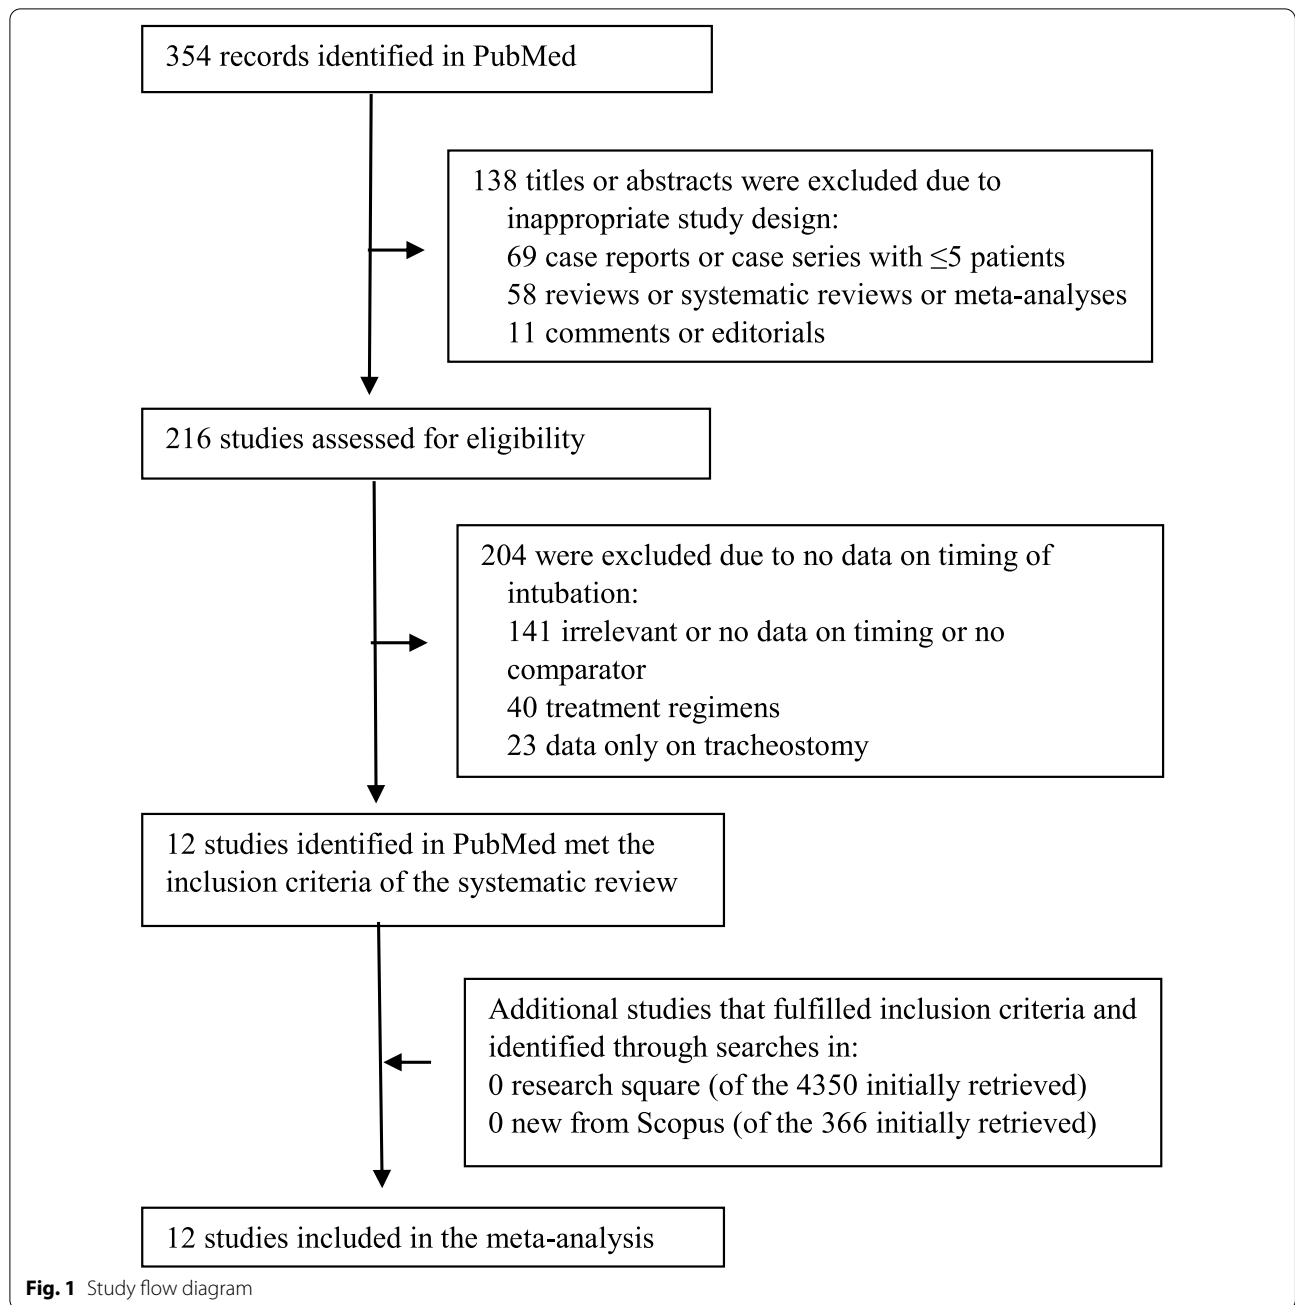 354 records identified in PubMed
138 titles or abstracts were excluded due to
inappropriate study design:
69 case reports or case series with ≤5 patients
58 reviews or systematic reviews or meta-analyses
11 comments or editorials
216 studies assessed for eligibility
204 were excluded due to no data on timing of
intubation:
141 irrelevant or no data on timing or no
comparator
40 treatment regimens
23 data only on tracheostomy
12 studies identified in PubMed met the
inclusion criteria of the systematic review
Additional studies that fulfilled inclusion criteria and
identified through searches in:
0 research square (of the 4350 initially retrieved)
0 new from Scopus (of the 366 initially retrieved)
12 studies included in the meta-analysis
Fig. 1 Study flow diagram